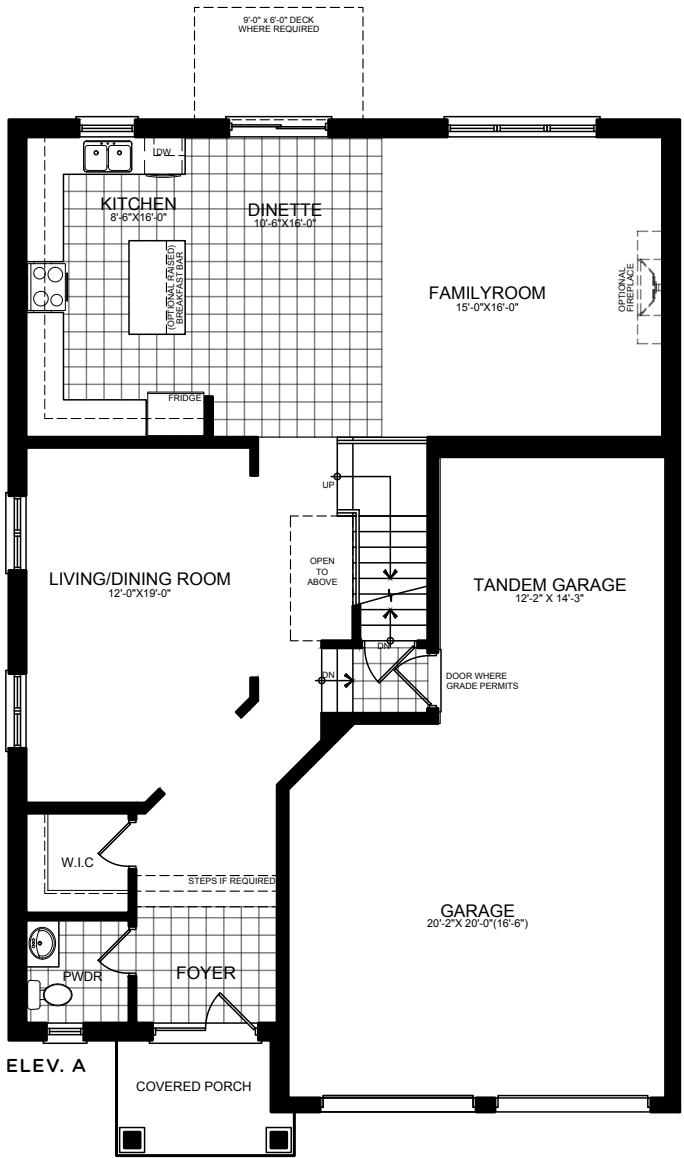 9'-0" x 6'-0" DECK
WHERE REQUIRED
DW
KITCHEN
8'-6"X16'-0"
DINETTE
10'-6"X16'-0"
(OPTIONAL RAISED)
BREAKFAST BAR
FAMILYROOM
15'-0"X16'-0"
OPTIONAL
FIREPLACE
FRIDGE
UP
OPEN
TO
ABOVE
LIVING/DINING ROOM
12'-0"X19'-0"
TANDEM GARAGE
12'-2" X 14'-3"
DN
DN
DOOR WHERE
GRADE PERMITS
W.I.C
STEPS IF REQUIRED
GARAGE
20'-2"X 20'-0"(16'-6")
PWDR
FOYER
ELEV. A
COVERED PORCH